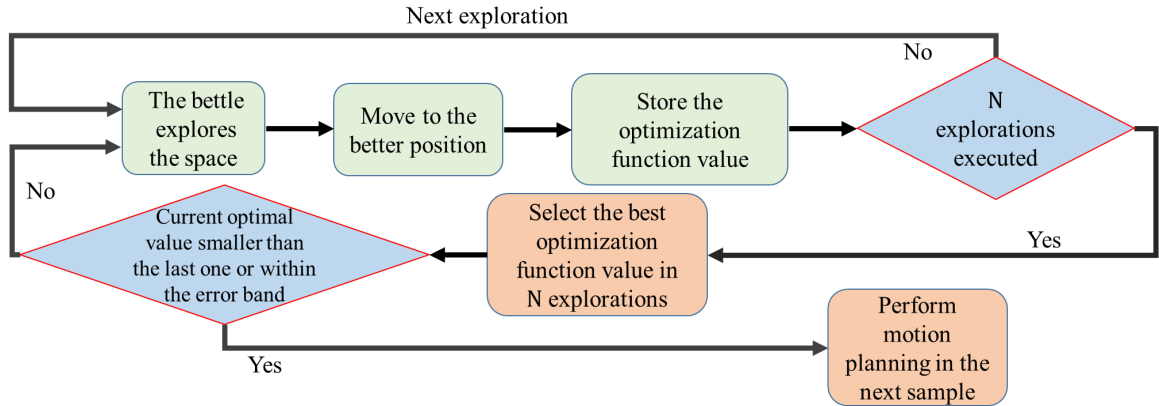 Next exploration
No
The bettle
explores
the space
Move to the
better position
Store the
optimization
function value
N
explorations
executed
No
Current optimal
value smaller than
the last one or within
the error band
Select the best
optimization
function value in
N explorations
Yes
Yes
Perform
motion
planning in the
next sample